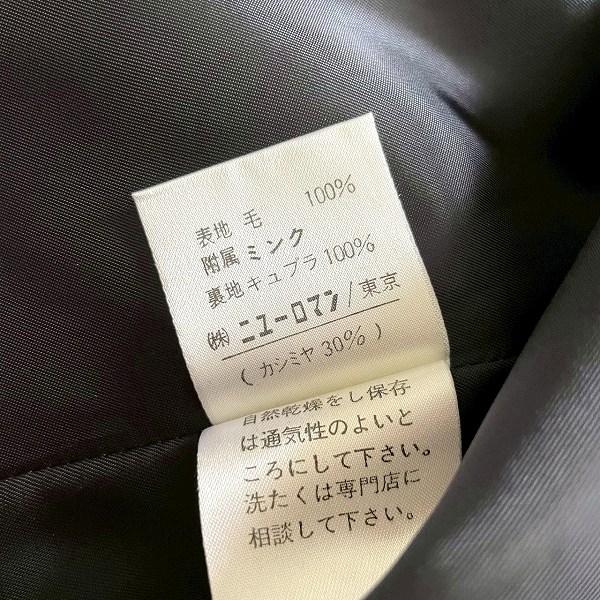 表地 毛 100%
附属 ミンク
裏地 キュプラ 100%
㈱ ニューロマン/東京
(カシミヤ 30%)
自然乾燥をし保存
は通気性のよいと
ころにして下さい。
洗たくは専門店に
相談して下さい。